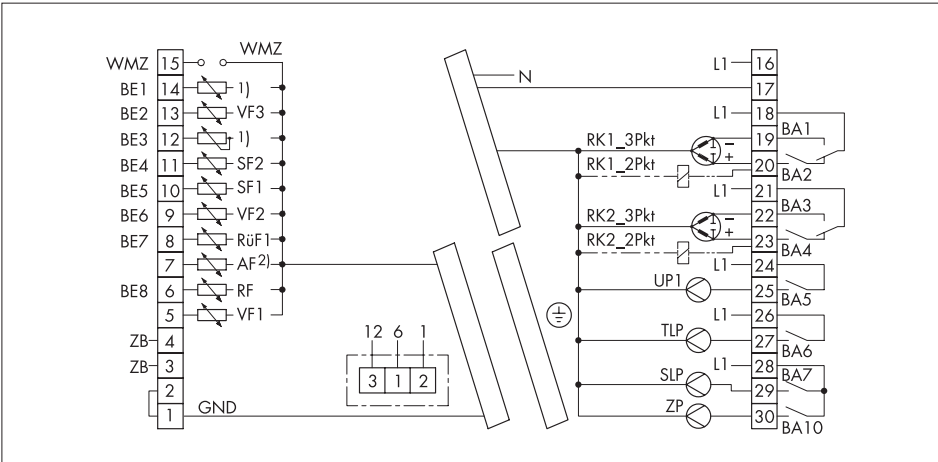 WMZ 15 WMZ
BE1 14 1)
BE2 13 VF3
BE3 12 1)
BE4 11 SF2
BE5 10 SF1
BE6 9 VF2
BE7 8 RüF1
7 AF2)
BE8 6 RF
5 VF1
ZB 4
ZB 3
2
1 GND
12 6 1
3 1 2
N
L1 16
17
L1 18
RK1_3Pkt − + 19 BA1
RK1_2Pkt 20 BA2
L1 21
RK2_3Pkt − + 22 BA3
RK2_2Pkt 23 BA4
L1 24
UP1 25 BA5
L1 26
TLP 27 BA6
L1 28
SLP 29 BA7
ZP 30 BA10